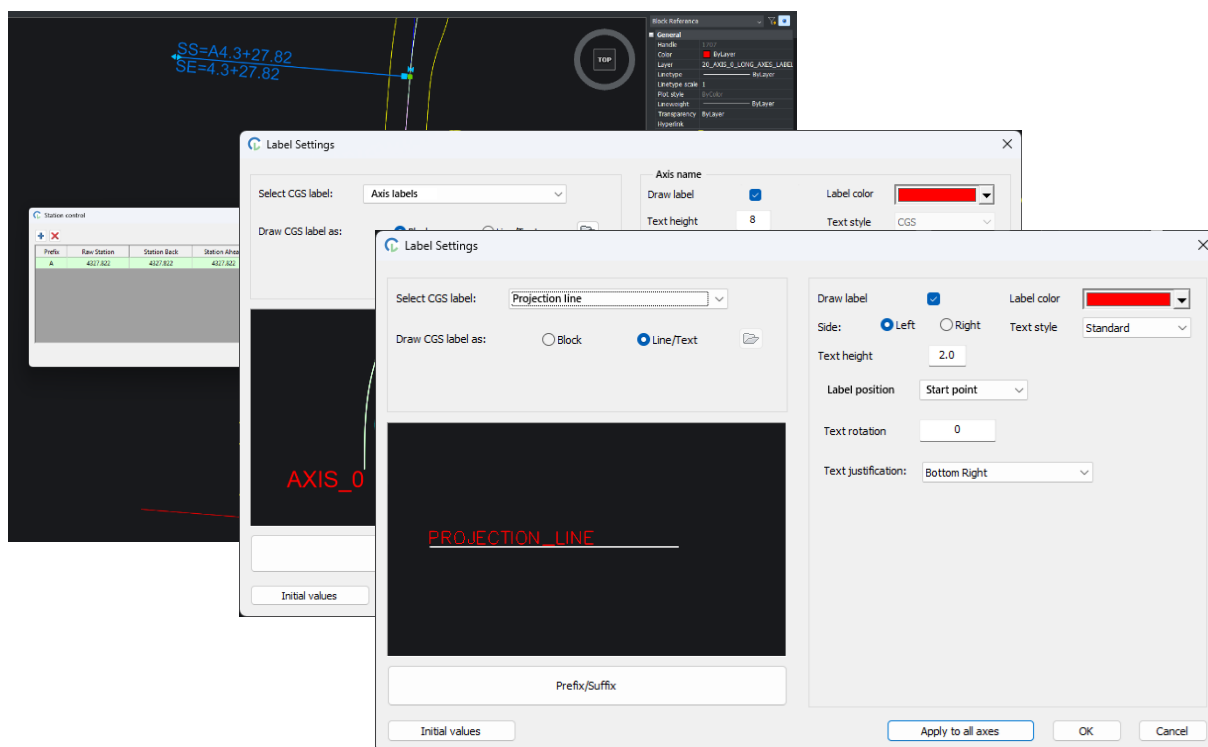 SS=A4.3+27.82
SE=4.3+27.82
TOP
Block Reference
General
Handle
Color ByLayer
Layer 20_AXIS_0_LONG_AXES_LABEL
Linetype ByLayer
Linetype scale 1
Plot style ByColor
Lineweight ByLayer
Transparency ByLayer
Hyperlink
Station control
Prefix Raw Station Station Back Station Ahea
A 4327.822 4327.822 4327.822
Label Settings
Select CGS label: Axis labels
Draw CGS label as:
Axis name
Draw label Label color
Text height 8 Text style CGS
AXIS_0
Initial values
Label Settings
Select CGS label: Projection line
Draw CGS label as: Block Line/Text
PROJECTION_LINE
Prefix/Suffix
Initial values
Draw label Label color
Side: Left Right Text style Standard
Text height 2.0
Label position Start point
Text rotation 0
Text justification: Bottom Right
Apply to all axes OK Cancel